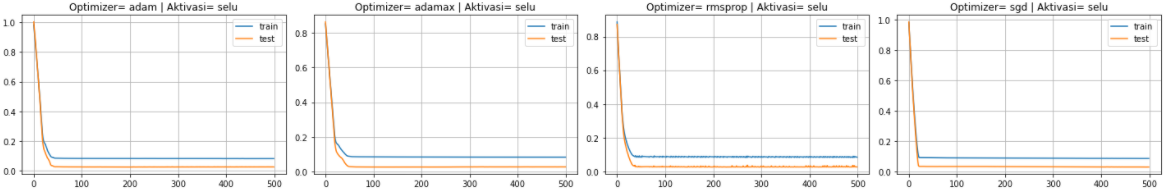 Optimizer= adam | Aktivasi= selu
1.0
0.8
0.6
0.4
0.2
0.0
0 100 200 300 400 500
train
test
Optimizer= adamax | Aktivasi= selu
0.8
0.6
0.4
0.2
0.0
0 100 200 300 400 500
train
test
Optimizer= rmsprop | Aktivasi= selu
0.8
0.6
0.4
0.2
0.0
0 100 200 300 400 500
train
test
Optimizer= sgd | Aktivasi= selu
1.0
0.8
0.6
0.4
0.2
0.0
0 100 200 300 400 500
train
test